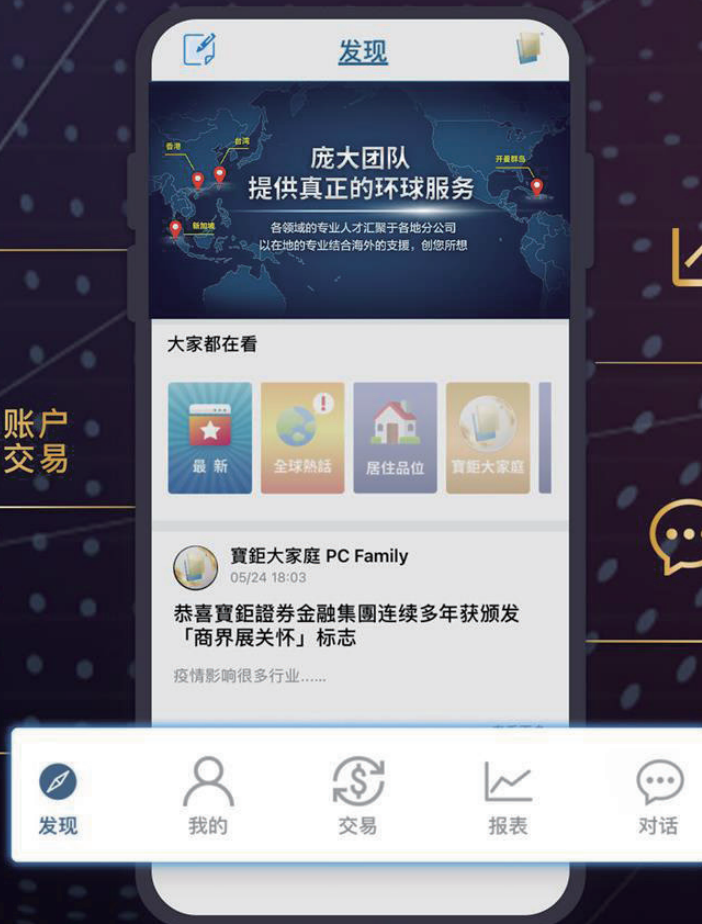 发现
香港
台湾
开曼群岛
新加坡
庞大团队
提供真正的环球服务
各领域的专业人才汇聚于各地分公司
以在地的专业结合海外的支援，创您所想
大家都在看
最新
全球熱話
居住品位
寶鉅大家庭
账户
交易
寶鉅大家庭 PC Family
05/24 18:03
恭喜寶鉅證券金融集團连续多年获颁发
「商界展关怀」标志
疫情影响很多行业......
发现
我的
交易
报表
对话